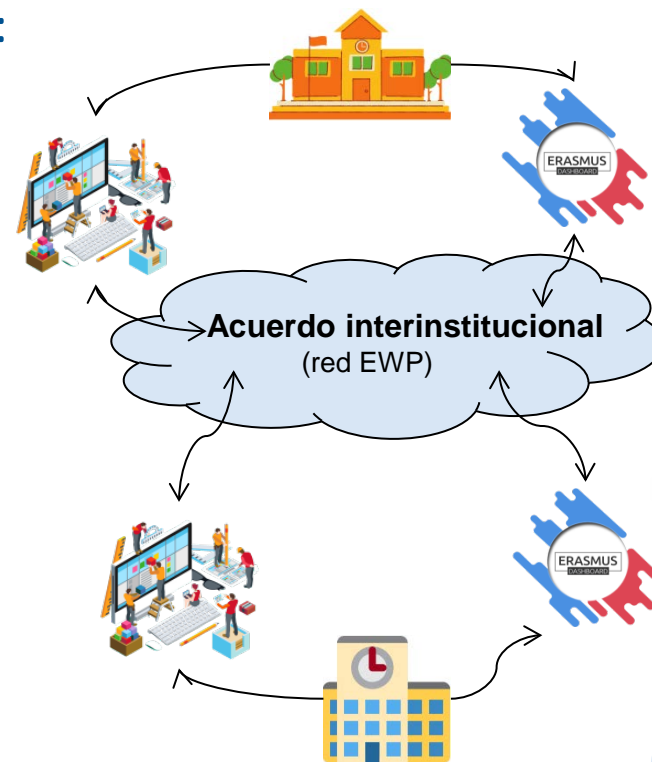 :
ERASMUS
DASHBOARD
Acuerdo interinstitucional
(red EWP)
ERASMUS
DASHBOARD